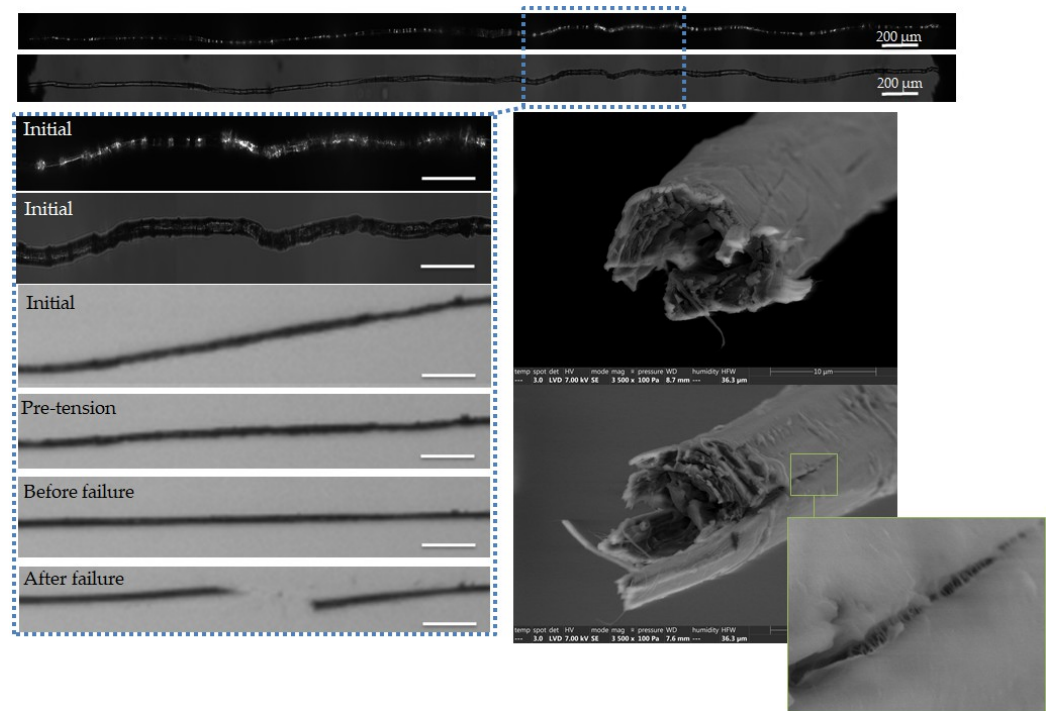 200 µm
200 µm
Initial
Initial
Initial
Pre-tension
Before failure
After failure
temp spot det HV mode mag ¤ pressure WD humidity HFW
--- 3.0 LVD 7.00 kV SE 3 500 x 100 Pa 8.7 mm --- 36.3 µm
10 µm
temp spot det HV mode mag ¤ pressure WD humidity HFW
--- 3.0 LVD 7.00 kV SE 3 500 x 100 Pa 7.6 mm --- 36.3 µm